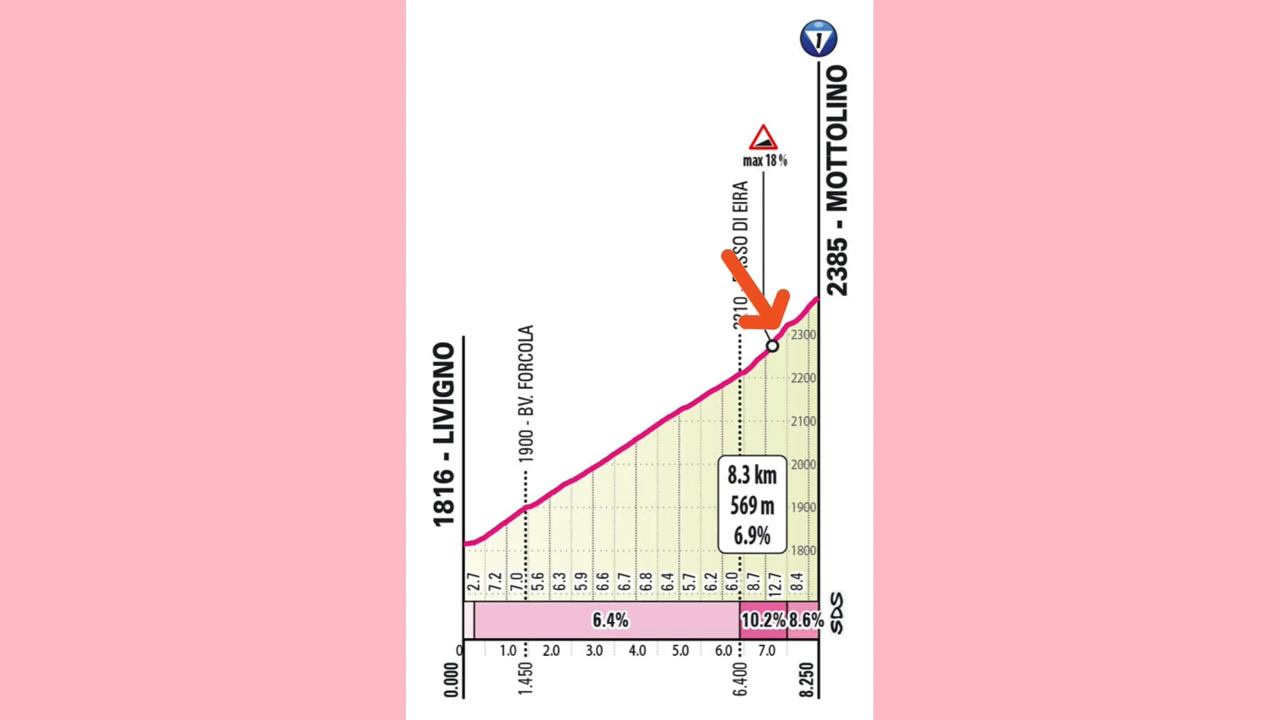 1
2385 - MOTTOLINO
max 18%
DI EIRA
1816 - LIVIGNO
1900 - BV. FORCOLA
2300
2200
2100
2000
1900
1800
8.3 km
569 m
6.9%
2.7 7.2 7.0 5.6 6.3 5.9 6.6 6.7 6.8 6.4 5.7 6.2 6.0 8.7 12.7 8.4
6.4% 10.2% 8.6%
SDS
0 1.0 2.0 3.0 4.0 5.0 6.0 7.0
0.000 1.450 6.400 8.250